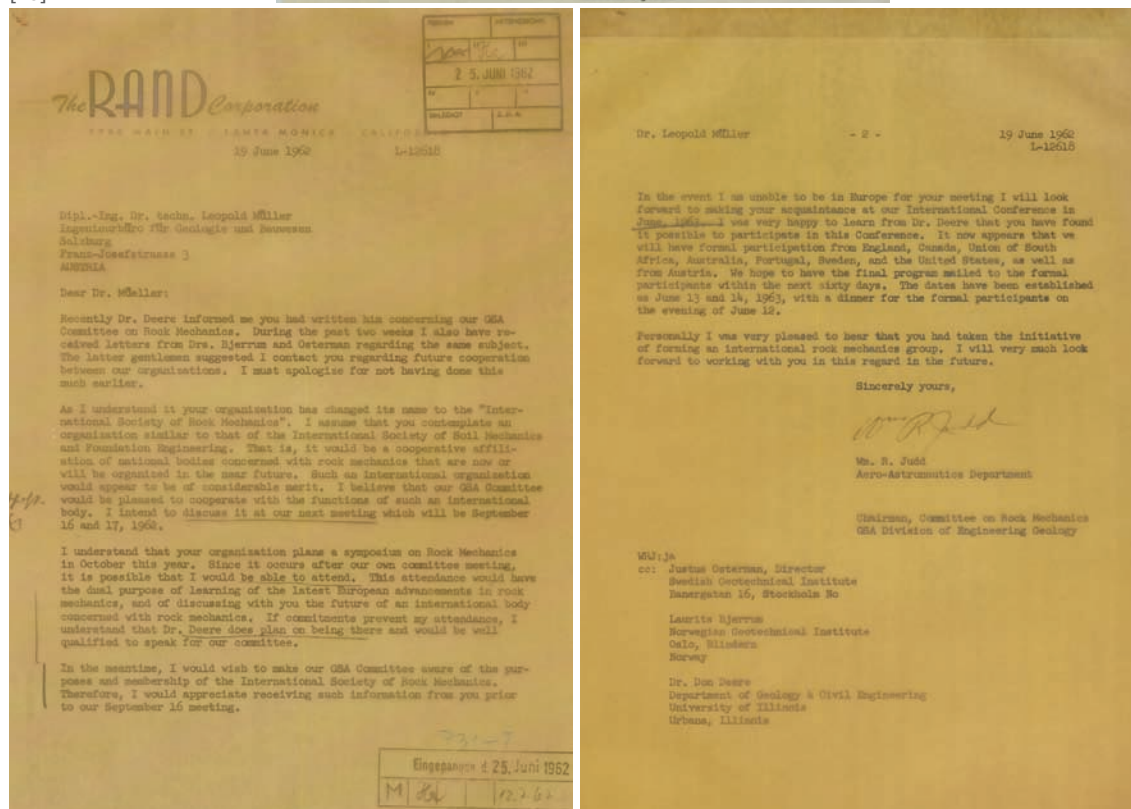 The RAND Corporation
1700 MAIN ST. SANTA MONICA CALIFORNIA
25. JUNI 1962
19 June 1962 L-12618
Dipl.-Ing. Dr. techn. Leopold Müller
Ingenieurbüro für Geologie und Bauwesen
Salzburg
Franz-Josefstrasse 3
AUSTRIA
Dear Dr. Müeller:
Recently Dr. Deere informed me you had written him concerning our GSA
Committee on Rock Mechanics. During the past two weeks I also have re-
ceived letters from Drs. Bjerrum and Osterman regarding the same subject.
The latter gentlemen suggested I contact you regarding future cooperation
between our organizations. I must apologize for not having done this
much earlier.
As I understand it your organization has changed its name to the "Inter-
national Society of Rock Mechanics". I assume that you contemplate an
organization similar to that of the International Society of Soil Mechanics
and Foundation Engineering. That is, it would be a cooperative affili-
ation of national bodies concerned with rock mechanics that are now or
will be organized in the near future. Such an international organization
would appear to be of considerable merit. I believe that our GSA Committee
would be pleased to cooperate with the functions of such an international
body. I intend to discuss it at our next meeting which will be September
16 and 17, 1962.
I understand that your organization plans a symposium on Rock Mechanics
in October this year. Since it occurs after our own committee meeting,
it is possible that I would be able to attend. This attendance would have
the dual purpose of learning of the latest European advancements in rock
mechanics, and of discussing with you the future of an international body
concerned with rock mechanics. If commitments prevent my attendance, I
understand that Dr. Deere does plan on being there and would be well
qualified to speak for our committee.
In the meantime, I would wish to make our GSA Committee aware of the pur-
poses and membership of the International Society of Rock Mechanics.
Therefore, I would appreciate receiving such information from you prior
to our September 16 meeting.
Eingegangen d. 25. Juni 1962
M
Dr. Leopold Müller - 2 - 19 June 1962
L-12618
In the event I am unable to be in Europe for your meeting I will look
forward to making your acquaintance at our International Conference in
June, 1963. I was very happy to learn from Dr. Deere that you have found
it possible to participate in this Conference. It now appears that we
will have formal participation from England, Canada, Union of South
Africa, Australia, Portugal, Sweden, and the United States, as well as
from Austria. We hope to have the final program mailed to the formal
participants within the next sixty days. The dates have been established
as June 13 and 14, 1963, with a dinner for the formal participants on
the evening of June 12.
Personally I was very pleased to hear that you had taken the initiative
of forming an international rock mechanics group. I will very much look
forward to working with you in this regard in the future.
Sincerely yours,
Wm R Judd
Wm. R. Judd
Aero-Astronautics Department
Chairman, Committee on Rock Mechanics
GSA Division of Engineering Geology
WRJ:ja
cc: Justus Osterman, Director
Swedish Geotechnical Institute
Banergatan 16, Stockholm No
Laurits Bjerrum
Norwegian Geotechnical Institute
Oslo, Blindern
Norway
Dr. Don Deere
Department of Geology & Civil Engineering
University of Illinois
Urbana, Illinois